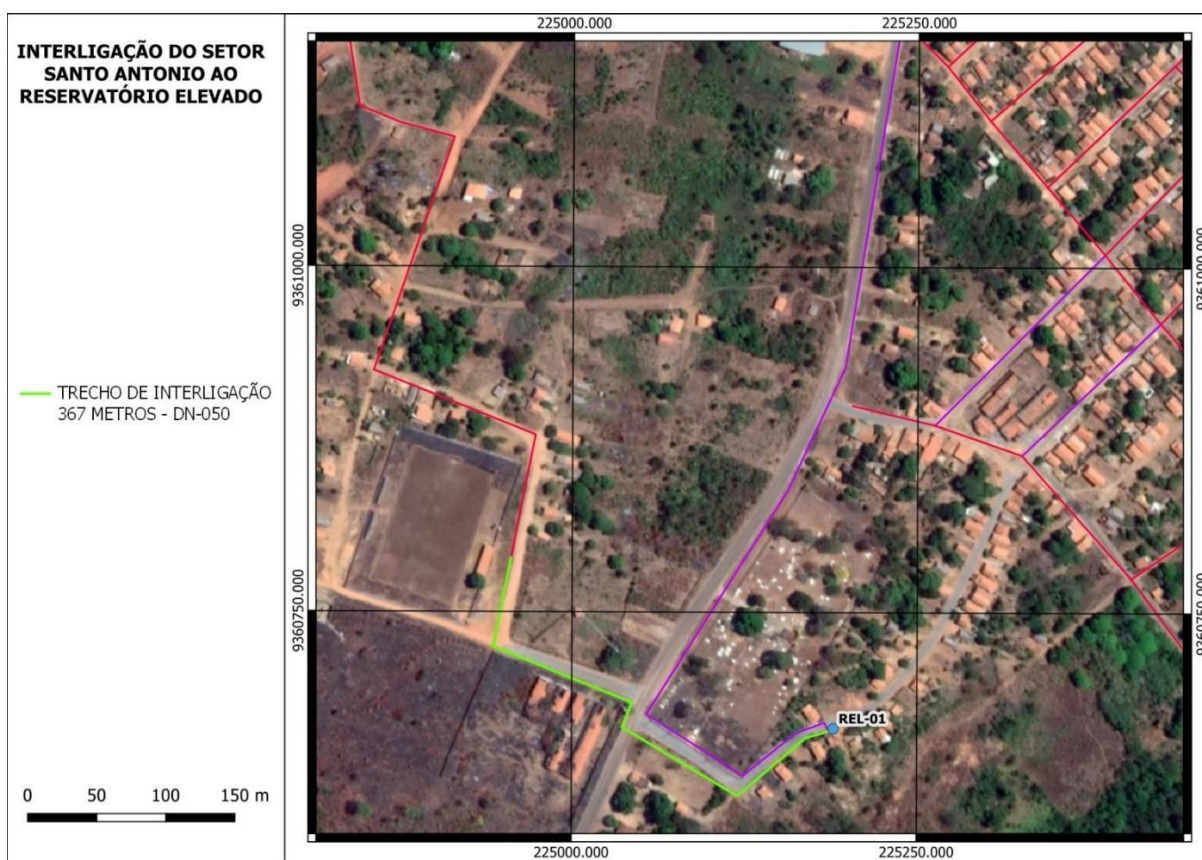 INTERLIGAÇÃO DO SETOR
SANTO ANTONIO AO
RESERVATÓRIO ELEVADO
TRECHO DE INTERLIGAÇÃO
367 METROS - DN-050
0 50 100 150 m
225000.000 225250.000
9361000.000 9361000.000
9360750.000 9360750.000
REL-01
225000.000 225250.000